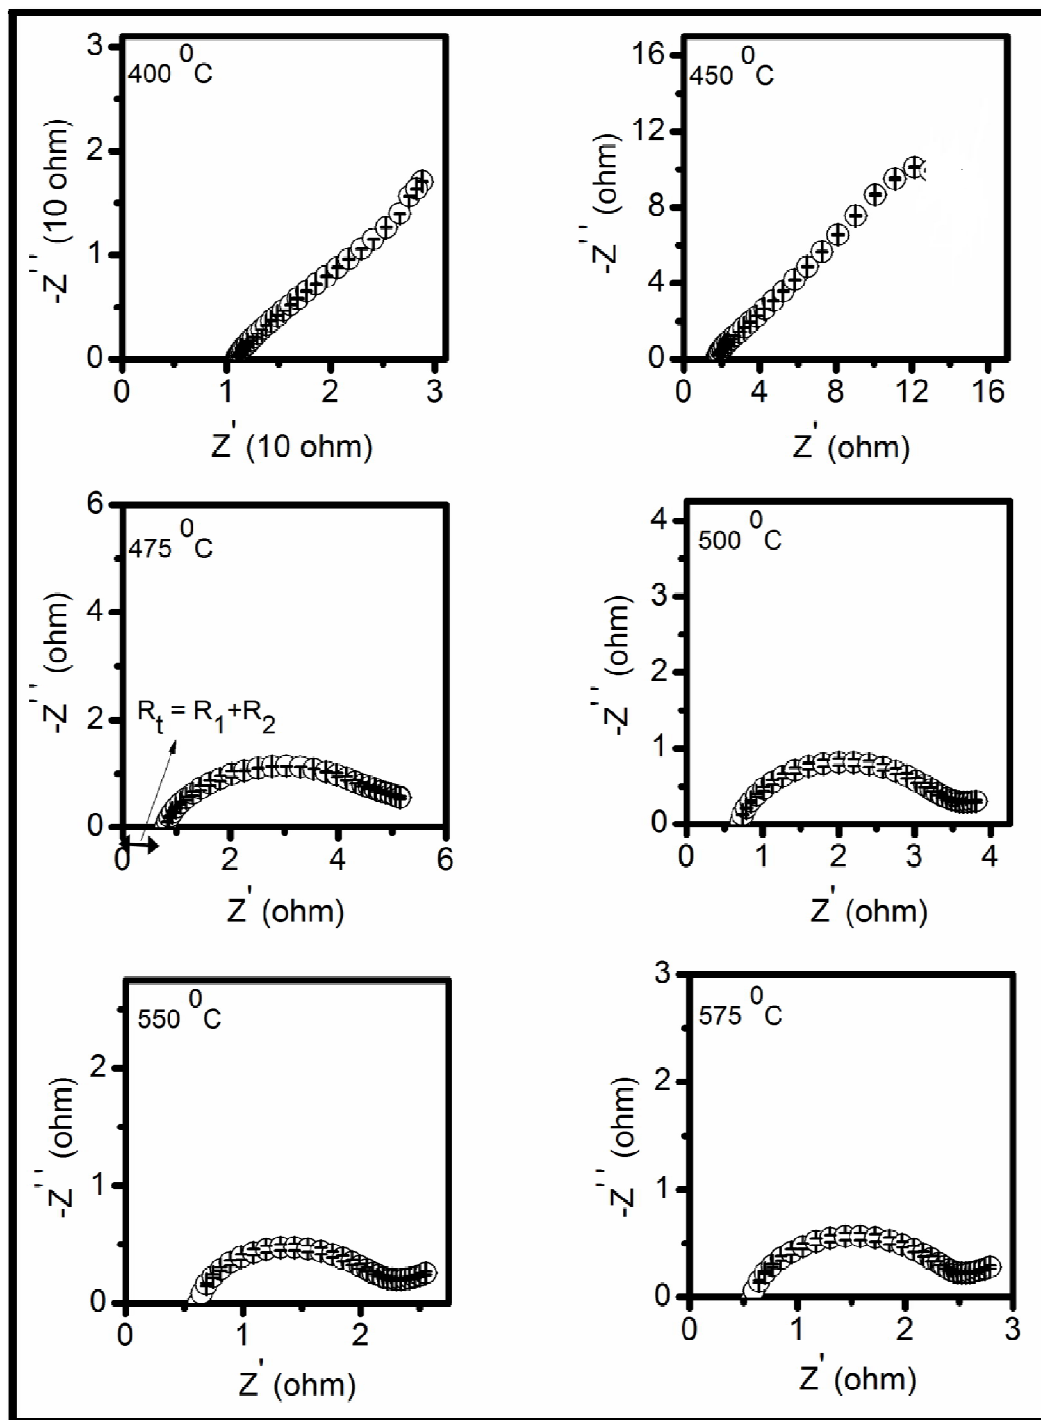 400 ⁰C
3
2
1
0
-Z'' (10 ohm)
0 1 2 3
Z' (10 ohm)
450 ⁰C
16
12
8
4
0
-Z'' (ohm)
0 4 8 12 16
Z' (ohm)
475 ⁰C
6
4
2
0
-Z'' (ohm)
Rₜ = R₁+R₂
0 2 4 6
Z' (ohm)
500 ⁰C
4
3
2
1
0
-Z'' (ohm)
0 1 2 3 4
Z' (ohm)
550 ⁰C
2
1
0
-Z'' (ohm)
0 1 2
Z' (ohm)
575 ⁰C
3
2
1
0
-Z'' (ohm)
0 1 2 3
Z' (ohm)